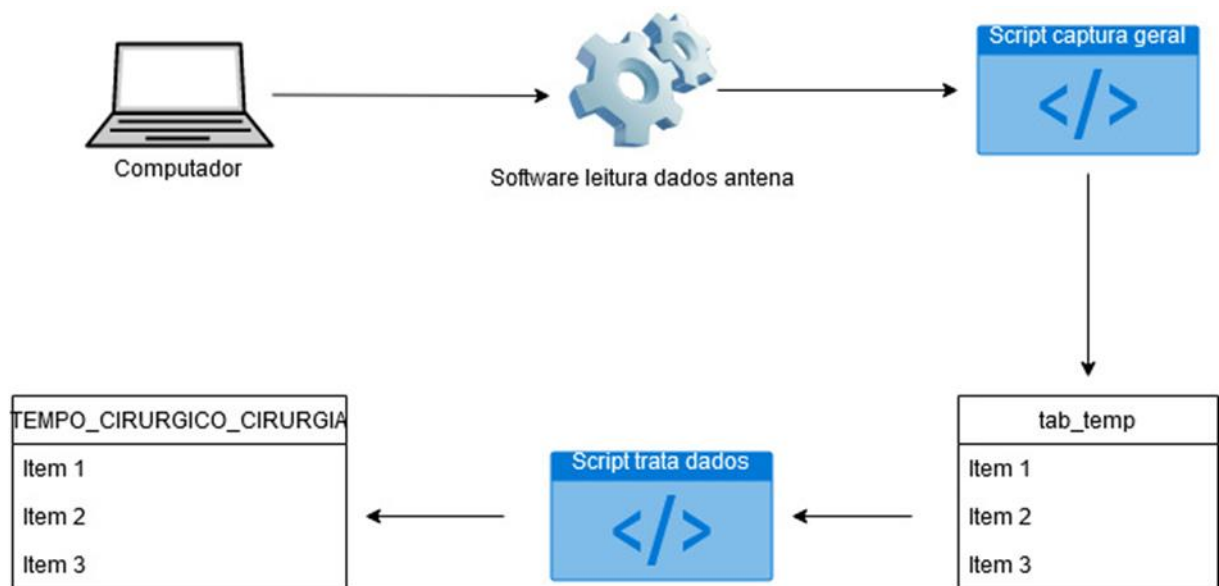 Script captura geral
</>
Computador
Software leitura dados antena
TEMPO_CIRURGICO_CIRURGIA
Item 1
Item 2
Item 3
Script trata dados
</>
tab_temp
Item 1
Item 2
Item 3